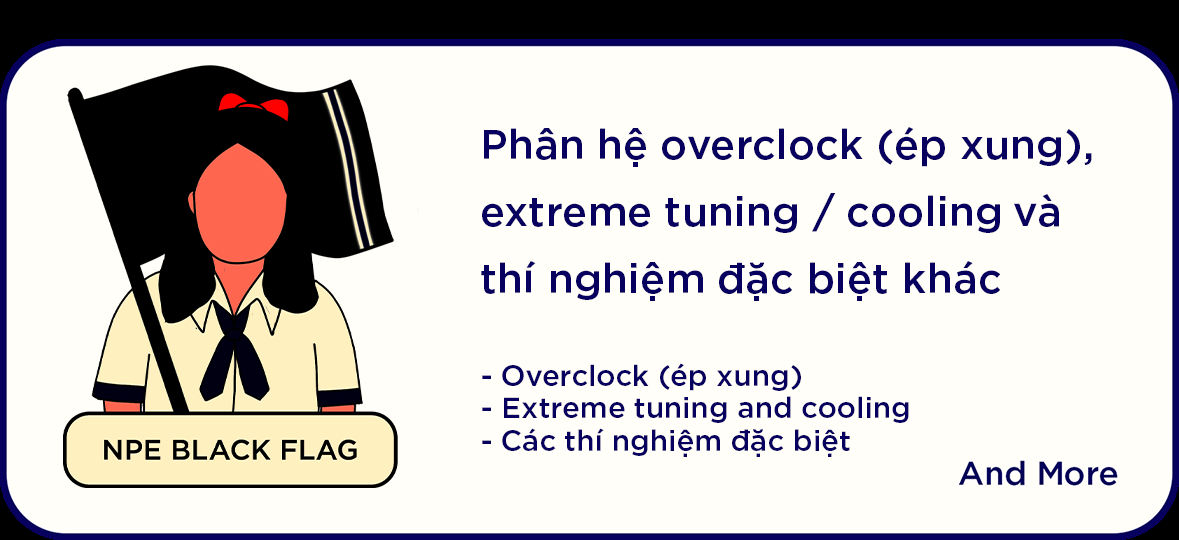 Phân hệ overclock (ép xung),
extreme tuning / cooling và
thí nghiệm đặc biệt khác
- Overclock (ép xung)
- Extreme tuning and cooling
- Các thí nghiệm đặc biệt
And More
NPE BLACK FLAG